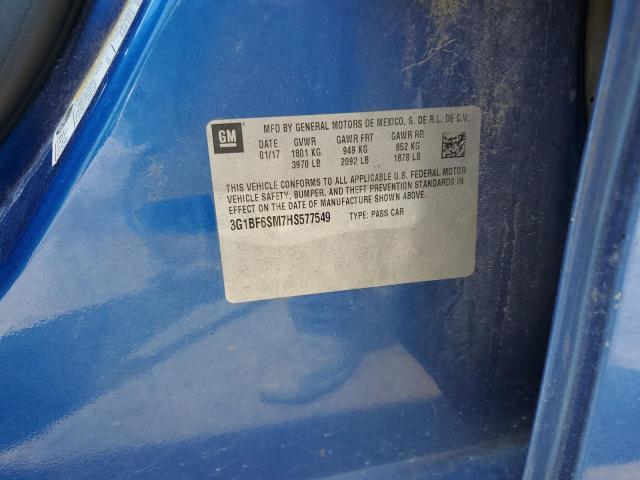 GM
MFD BY GENERAL MOTORS DE MEXICO, S. DE R.L. DE C.V.
DATE GVWR GAWR FRT GAWR RR
01/17 1801 KG 949 KG 852 KG
3970 LB 2092 LB 1878 LB
THIS VEHICLE CONFORMS TO ALL APPLICABLE U.S. FEDERAL MOTOR
VEHICLE SAFETY, BUMPER, AND THEFT PREVENTION STANDARDS IN
EFFECT ON THE DATE OF MANUFACTURE SHOWN ABOVE.
3G1BF6SM7HS577549 TYPE: PASS CAR